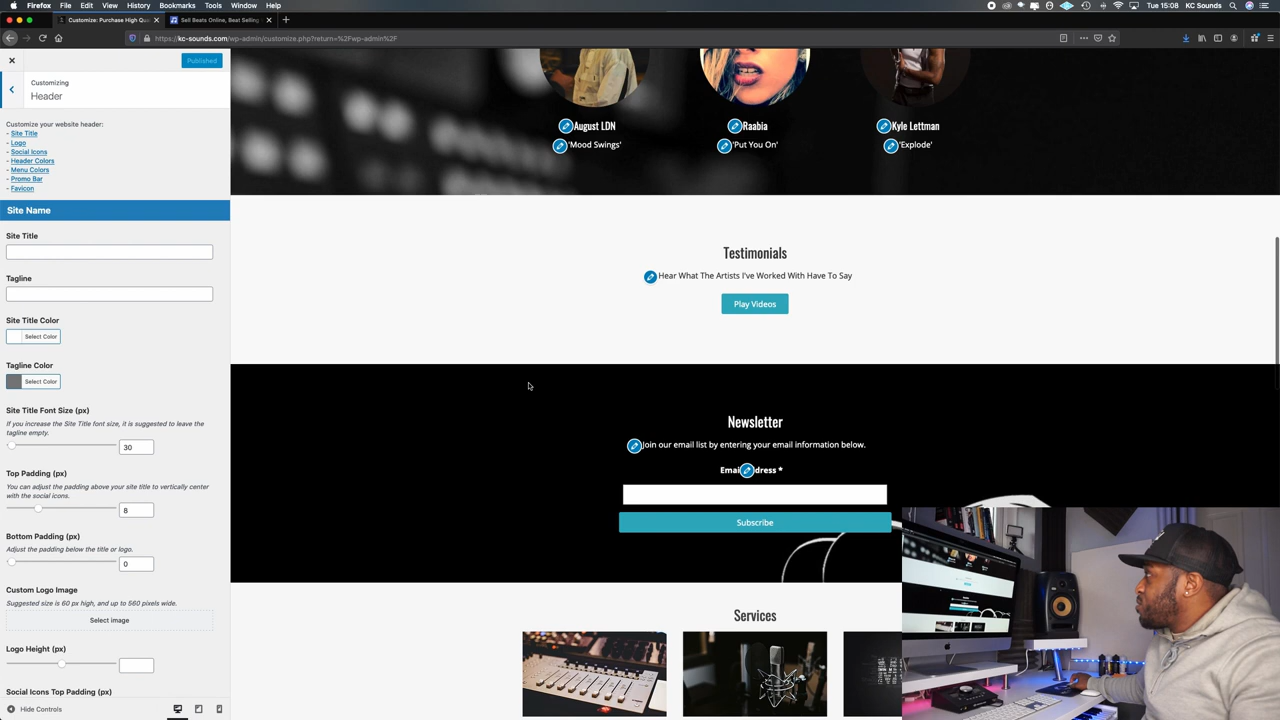 Firefox File Edit View History Bookmarks Tools Window Help
Tue 15:08 KC Sounds
Customize: Purchase High Qua
Sell Beats Online, Beat Selling
https://kc-sounds.com/wp-admin/customize.php?return=%2Fwp-admin%2F
Published
Customizing
Header
Customize your website header:
- Site Title
- Logo
- Social Icons
- Header Colors
- Menu Colors
- Promo Bar
- Favicon
Site Name
Site Title
Tagline
Site Title Color
Select Color
Tagline Color
Select Color
Site Title Font Size (px)
If you increase the Site Title font size, it is suggested to leave the
tagline empty.
30
Top Padding (px)
You can adjust the padding above your site title to vertically center
with the social icons.
8
Bottom Padding (px)
Adjust the padding below the title or logo.
0
Custom Logo Image
Suggested size is 60 px high, and up to 560 pixels wide.
Select image
Logo Height (px)
Social Icons Top Padding (px)
Hide Controls
August LDN
'Mood Swings'
Raabia
'Put You On'
Kyle Lettman
'Explode'
Testimonials
Hear What The Artists I've Worked With Have To Say
Play Videos
Newsletter
Join our email list by entering your email information below.
Emai dress *
Subscribe
Services